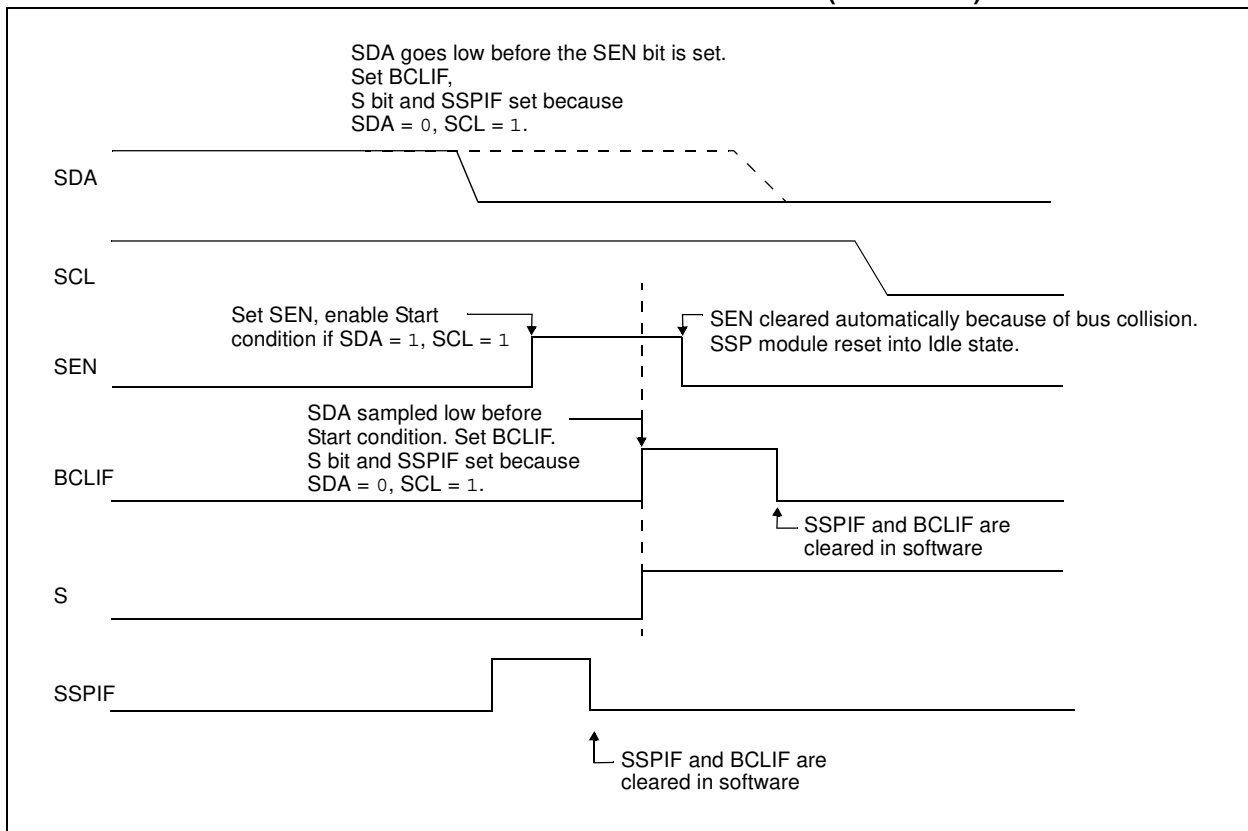 SDA goes low before the SEN bit is set.
Set BCLIF,
S bit and SSPIF set because
SDA = 0, SCL = 1.
SDA
SCL
Set SEN, enable Start
condition if SDA = 1, SCL = 1
SEN cleared automatically because of bus collision.
SSP module reset into Idle state.
SEN
SDA sampled low before
Start condition. Set BCLIF.
S bit and SSPIF set because
SDA = 0, SCL = 1.
BCLIF
SSPIF and BCLIF are
cleared in software
S
SSPIF
SSPIF and BCLIF are
cleared in software